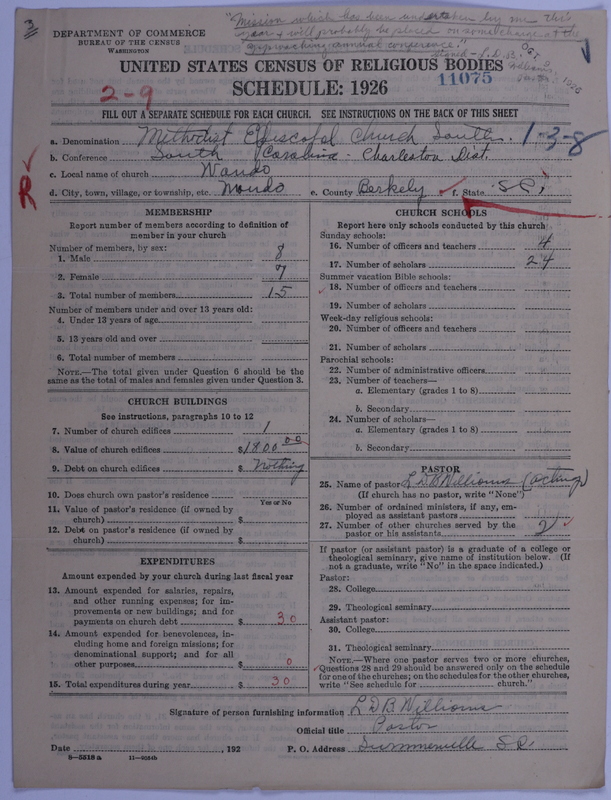 3
"Mission which has been undertaken by me this
year & will probably be placed on some charge at the
approaching annual conference."
Signed - L.D.B.
Williams
Pastor
OCT 6 1926
DEPARTMENT OF COMMERCE
BUREAU OF THE CENSUS
WASHINGTON
UNITED STATES CENSUS OF RELIGIOUS BODIES
11075
SCHEDULE: 1926
2-9
FILL OUT A SEPARATE SCHEDULE FOR EACH CHURCH. SEE INSTRUCTIONS ON THE BACK OF THIS SHEET
a. Denomination Methodist Episcopal Church South. 1-3-8
b. Conference South Carolina - Charleston Dist.
c. Local name of church Wando
R
d. City, town, village, or township, etc. Wando e. County Berkely f. State S.C.
MEMBERSHIP
Report number of members according to definition of
member in your church
Number of members, by sex:
1. Male 8
2. Female 7
3. Total number of members 15
Number of members under and over 13 years old:
4. Under 13 years of age
5. 13 years old and over
6. Total number of members
NOTE.—The total given under Question 6 should be the
same as the total of males and females given under Question 3.
CHURCH BUILDINGS
See instructions, paragraphs 10 to 12
7. Number of church edifices 1
8. Value of church edifices $1800.00
9. Debt on church edifices $ nothing
10. Does church own pastor's residence
Yes or No
11. Value of pastor's residence (if owned by
church) $
12. Debt on pastor's residence (if owned by
church) $
EXPENDITURES
Amount expended by your church during last fiscal year
13. Amount expended for salaries, repairs,
and other running expenses; for im-
provements or new buildings; and for
payments on church debt $ 30
14. Amount expended for benevolences, in-
cluding home and foreign missions; for
denominational support; and for all
other purposes $ 0
15. Total expenditures during year $ 30
CHURCH SCHOOLS
Report here only schools conducted by this church
Sunday schools:
16. Number of officers and teachers 4
17. Number of scholars 24
Summer vacation Bible schools:
18. Number of officers and teachers
19. Number of scholars
Week-day religious schools:
20. Number of officers and teachers
21. Number of scholars
Parochial schools:
22. Number of administrative officers
23. Number of teachers—
a. Elementary (grades 1 to 8)
b. Secondary
24. Number of scholars—
a. Elementary (grades 1 to 8)
b. Secondary
PASTOR
25. Name of pastor L D B Williams (acting)
(If church has no pastor, write "None")
26. Number of ordained ministers, if any, em-
ployed as assistant pastors
27. Number of other churches served by the
pastor or his assistants 2
If pastor (or assistant pastor) is a graduate of a college or
theological seminary, give name of institution below. (If
not a graduate, write "No" in the space indicated.)
Pastor:
28. College
29. Theological seminary
Assistant pastor:
30. College
31. Theological seminary
NOTE.—Where one pastor serves two or more churches,
Questions 28 and 29 should be answered only on the schedule
for one of the churches; on the schedules for the other churches,
write "See schedule for church."
Signature of person furnishing information L D B Williams
Official title Pastor
Date , 192 P. O. Address Summerville S.C.
8-5518 a 11-9054b